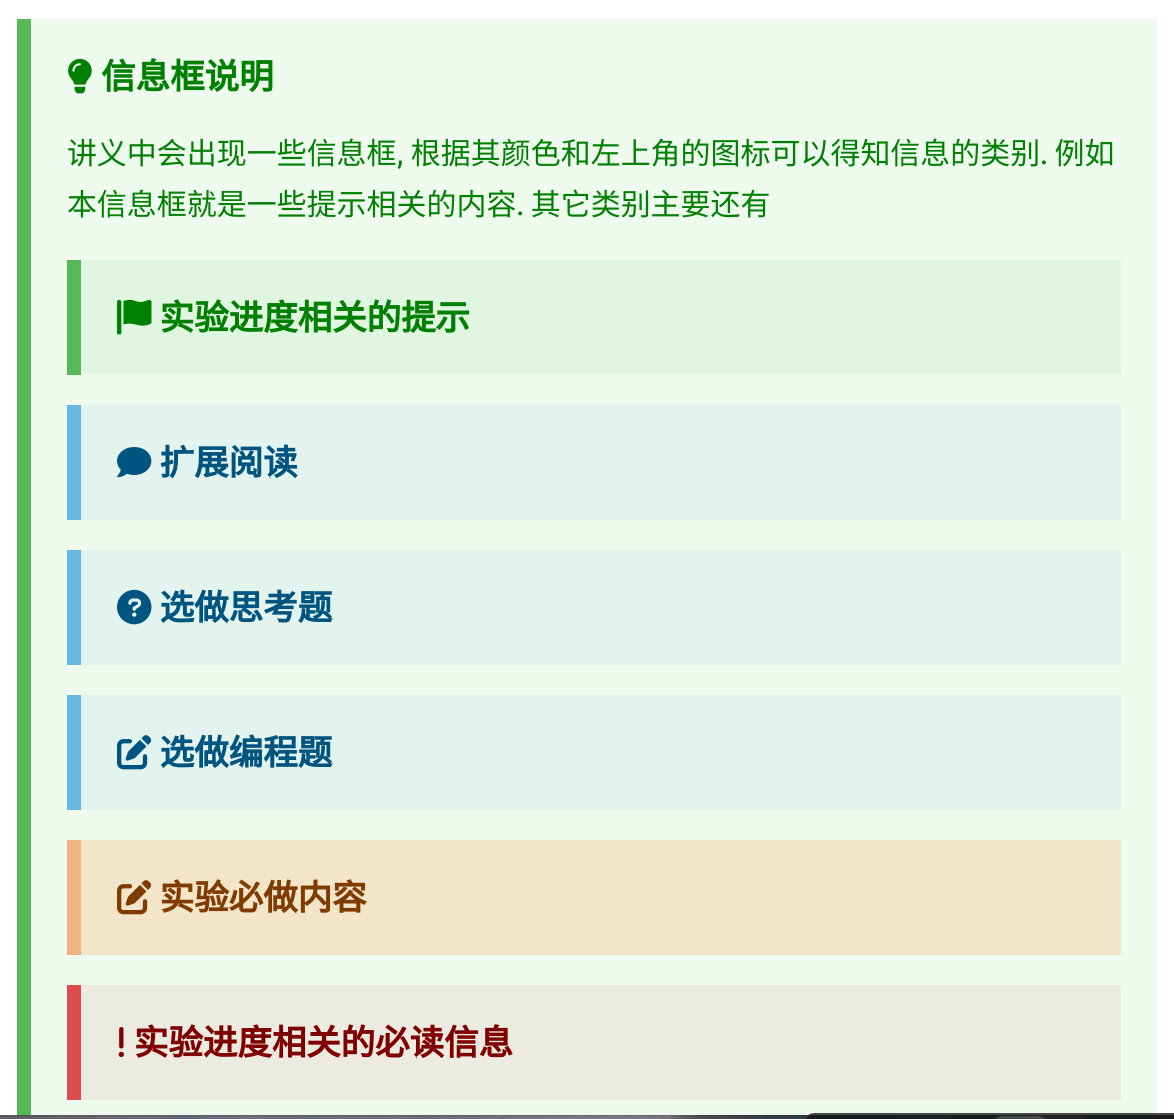 信息框说明
讲义中会出现一些信息框, 根据其颜色和左上角的图标可以得知信息的类别. 例如
本信息框就是一些提示相关的内容. 其它类别主要还有
实验进度相关的提示
扩展阅读
选做思考题
选做编程题
实验必做内容
! 实验进度相关的必读信息